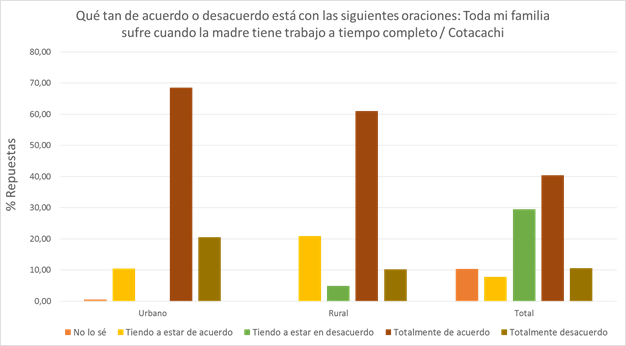 Qué tan de acuerdo o desacuerdo está con las siguientes oraciones: Toda mi familia
sufre cuando la madre tiene trabajo a tiempo completo / Cotacachi
% Repuestas
80,00
70,00
60,00
50,00
40,00
30,00
20,00
10,00
0,00
Urbano Rural Total
No lo sé Tiendo a estar de acuerdo Tiendo a estar en desacuerdo Totalmente de acuerdo Totalmente desacuerdo